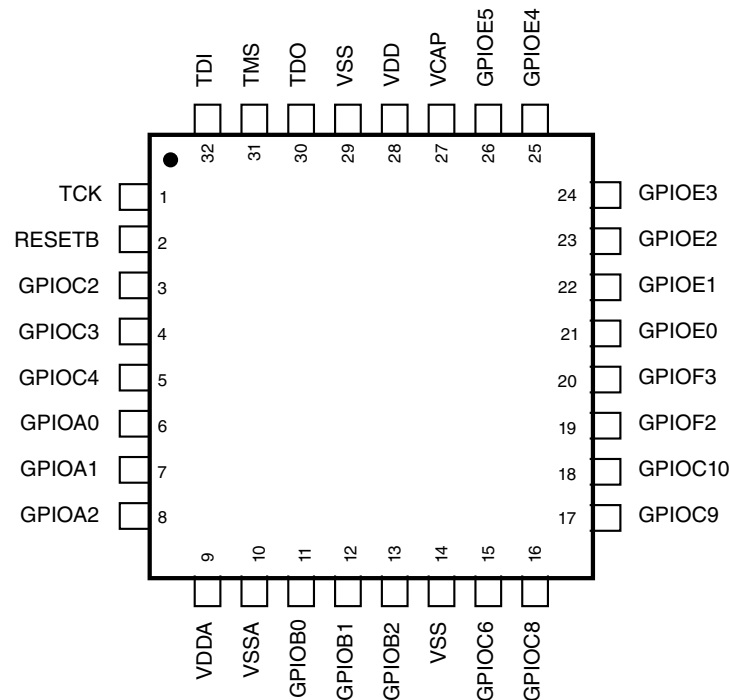 TDI TMS TDO VSS VDD VCAP GPIOE5 GPIOE4
32 31 30 29 28 27 26 25
TCK 1 24 GPIOE3
RESETB 2 23 GPIOE2
GPIOC2 3 22 GPIOE1
GPIOC3 4 21 GPIOE0
GPIOC4 5 20 GPIOF3
GPIOA0 6 19 GPIOF2
GPIOA1 7 18 GPIOC10
GPIOA2 8 17 GPIOC9
9 10 11 12 13 14 15 16
VDDA VSSA GPIOB0 GPIOB1 GPIOB2 VSS GPIOC6 GPIOC8